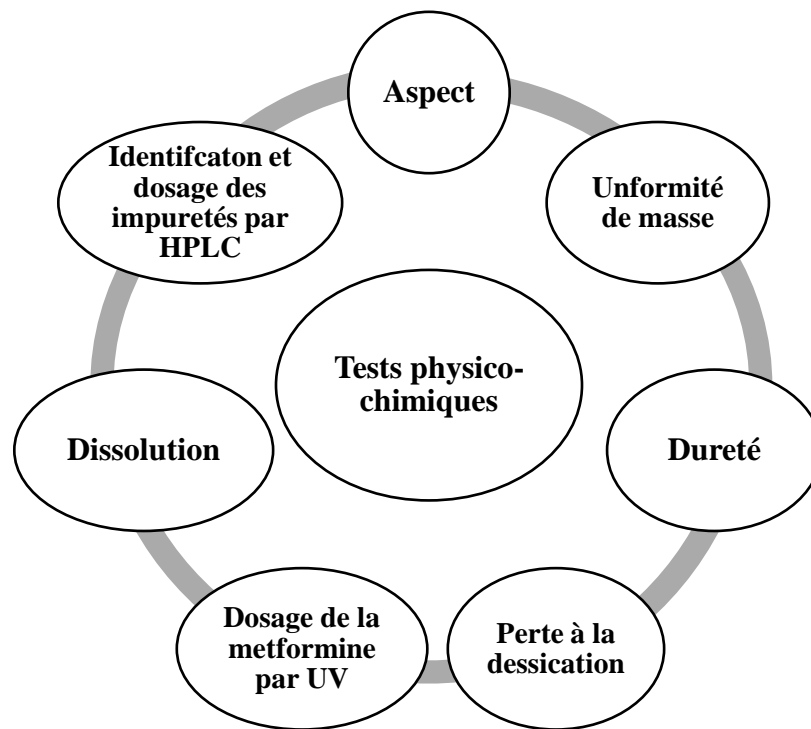 Aspect
Unformité
de masse
Dureté
Perte à la
dessication
Dosage de la
metformine
par UV
Dissolution
Identifcaton et
dosage des
impuretés par
HPLC
Tests physico-
chimiques